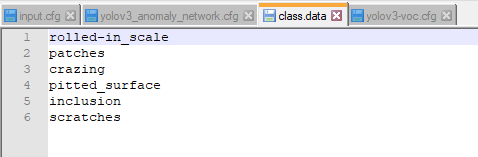 input.cfg yolov3_anomaly_network.cfg class.data yolov3-voc.cfg
1 rolled-in_scale
2 patches
3 crazing
4 pitted_surface
5 inclusion
6 scratches